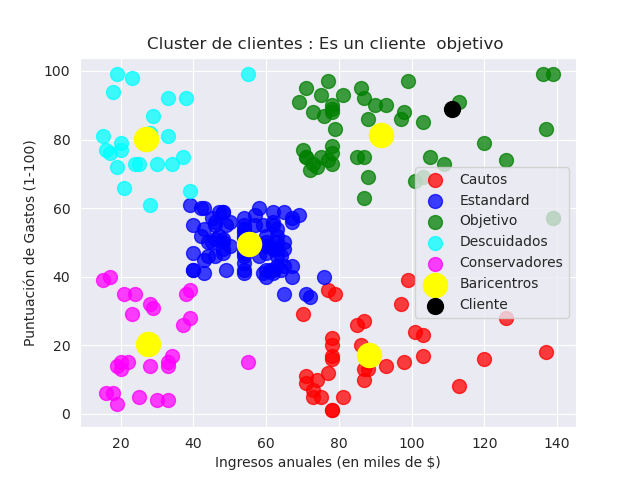 Cluster de clientes : Es un cliente  objetivo
Puntuación de Gastos (1-100)
100
80
60
40
20
0
Cautos
Estandard
Objetivo
Descuidados
Conservadores
Baricentros
Cliente
20 40 60 80 100 120 140
Ingresos anuales (en miles de $)